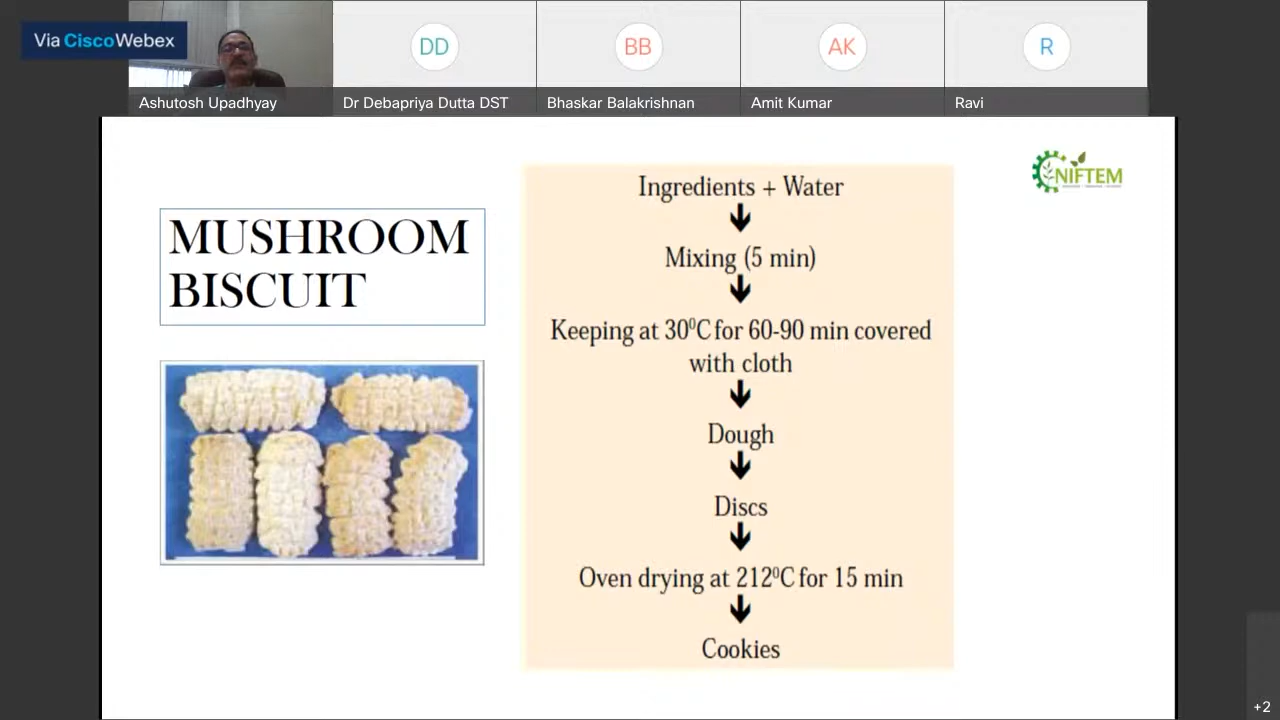 Via Cisco Webex
DD
BB
AK
R
Ashutosh Upadhyay
Dr Debapriya Dutta DST
Bhaskar Balakrishnan
Amit Kumar
Ravi
NIFTEM
MUSHROOM
BISCUIT
Ingredients + Water
Mixing (5 min)
Keeping at 30⁰C for 60-90 min covered
with cloth
Dough
Discs
Oven drying at 212⁰C for 15 min
Cookies
+2